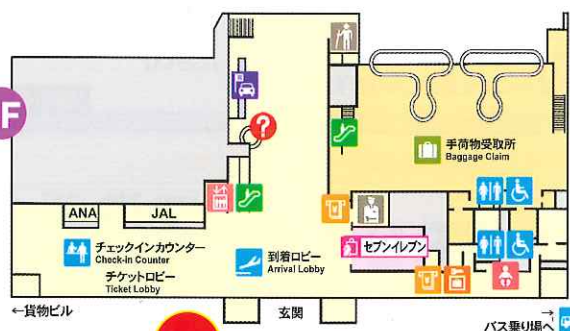 F
?
手荷物受取所
Baggage Claim
ANA
JAL
チェックインカウンター
Check-in Counter
チケットロビー
Ticket Lobby
到着ロビー
Arrival Lobby
セブンイレブン
←貨物ビル
玄関
→
バス乗り場へ